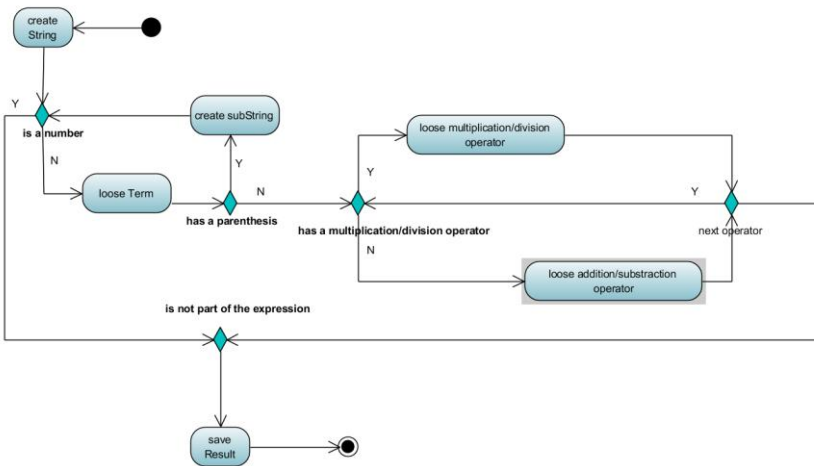 create
String
Y
is a number
create subString
N
Y
loose Term
N
has a parenthesis
loose multiplication/division
operator
Y
has a multiplication/division operator
N
Y
next operator
loose addition/substraction
operator
is not part of the expression
save
Result